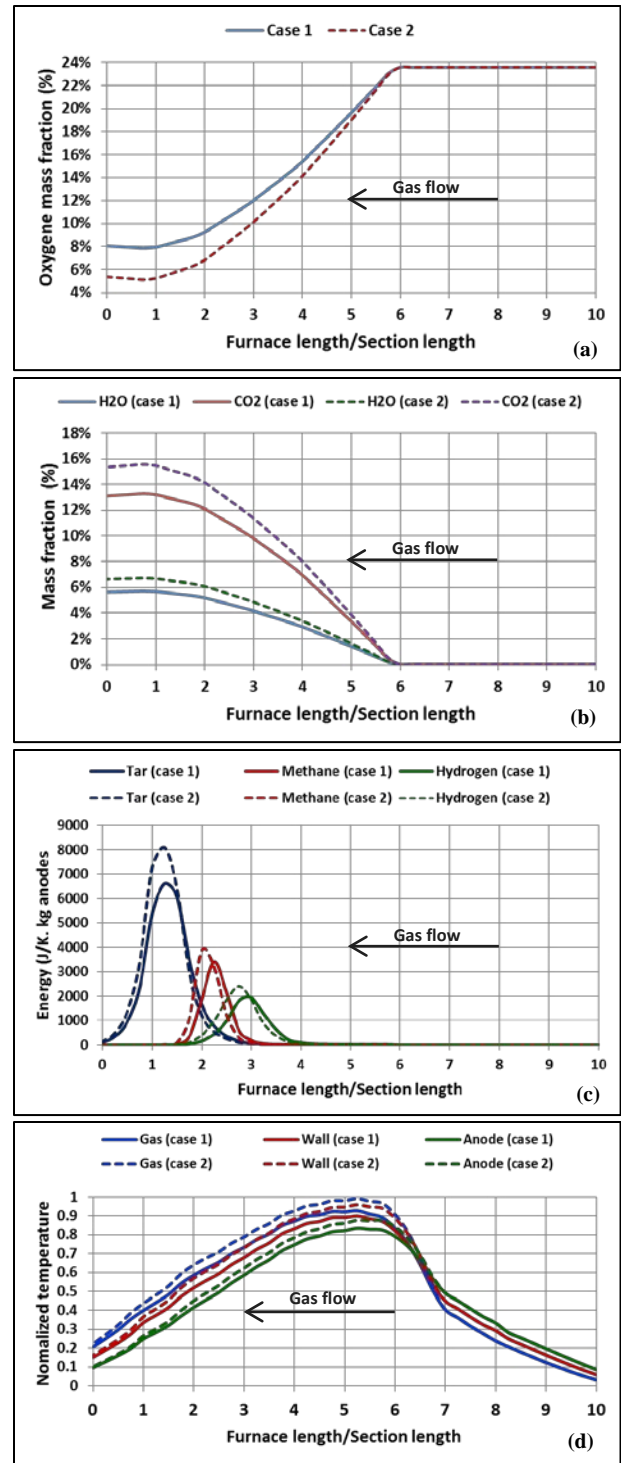 Case 1 Case 2
24%
22%
20%
18%
16%
14%
12%
10%
8%
6%
4%
Oxygene mass fraction (%)
Gas flow
0 1 2 3 4 5 6 7 8 9 10
Furnace length/Section length
(a)
H2O (case 1) CO2 (case 1) H2O (case 2) CO2 (case 2)
18%
16%
14%
12%
10%
8%
6%
4%
2%
0%
Mass fraction (%)
Gas flow
0 1 2 3 4 5 6 7 8 9 10
Furnace length/Section length
(b)
Tar (case 1) Methane (case 1) Hydrogen (case 1)
Tar (case 2) Methane (case 2) Hydrogen (case 2)
9000
8000
7000
6000
5000
4000
3000
2000
1000
0
Energy (J/K. kg anodes)
Gas flow
0 1 2 3 4 5 6 7 8 9 10
Furnace length/Section length
(c)
Gas (case 1) Wall (case 1) Anode (case 1)
Gas (case 2) Wall (case 2) Anode (case 2)
1
0.9
0.8
0.7
0.6
0.5
0.4
0.3
0.2
0.1
0
Nomalized temperature
Gas flow
0 1 2 3 4 5 6 7 8 9 10
Furnace length/Section length
(d)